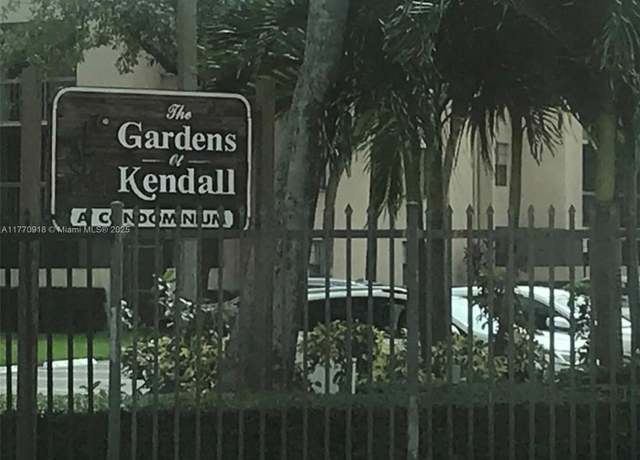 The
Gardens
of
Kendall
A CONDOMINIUM
A11770918 © Miami MLS® 2025